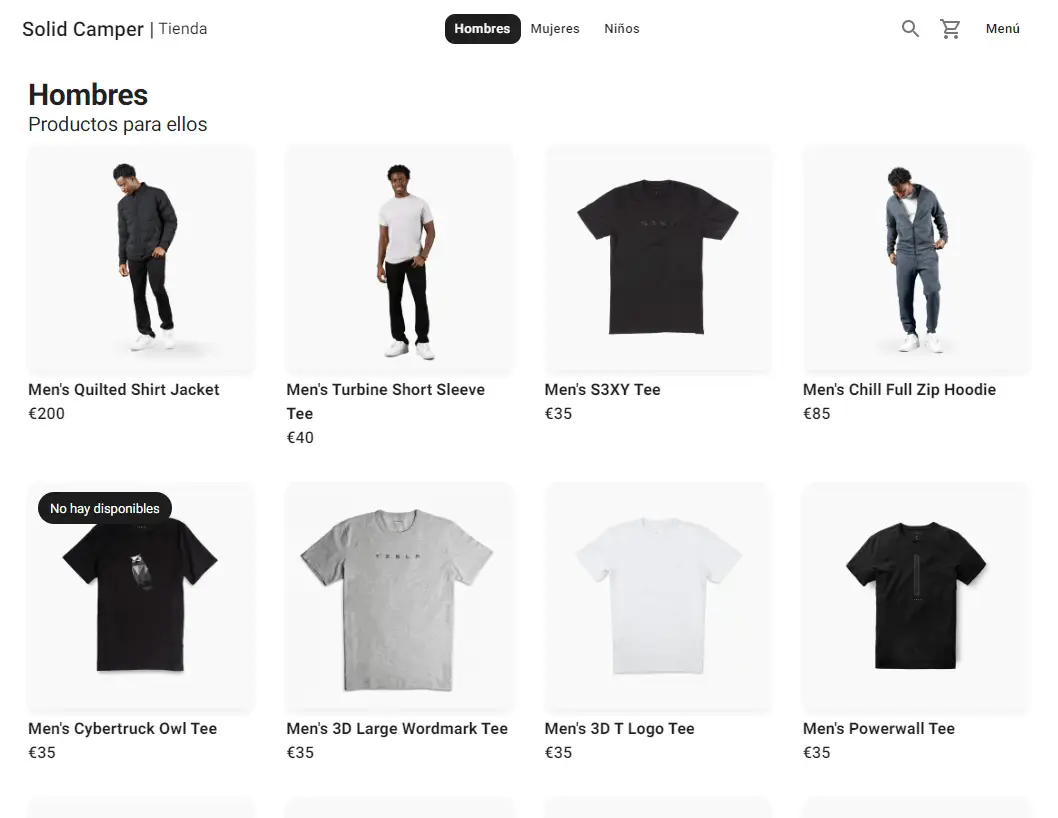 Solid Camper | Tienda
Hombres
Mujeres
Niños
Menú
Hombres
Productos para ellos
Men's Quilted Shirt Jacket
€200
Men's Turbine Short Sleeve
Tee
€40
Men's S3XY Tee
€35
Men's Chill Full Zip Hoodie
€85
No hay disponibles
TESLA
Men's Cybertruck Owl Tee
€35
Men's 3D Large Wordmark Tee
€35
Men's 3D T Logo Tee
€35
Men's Powerwall Tee
€35